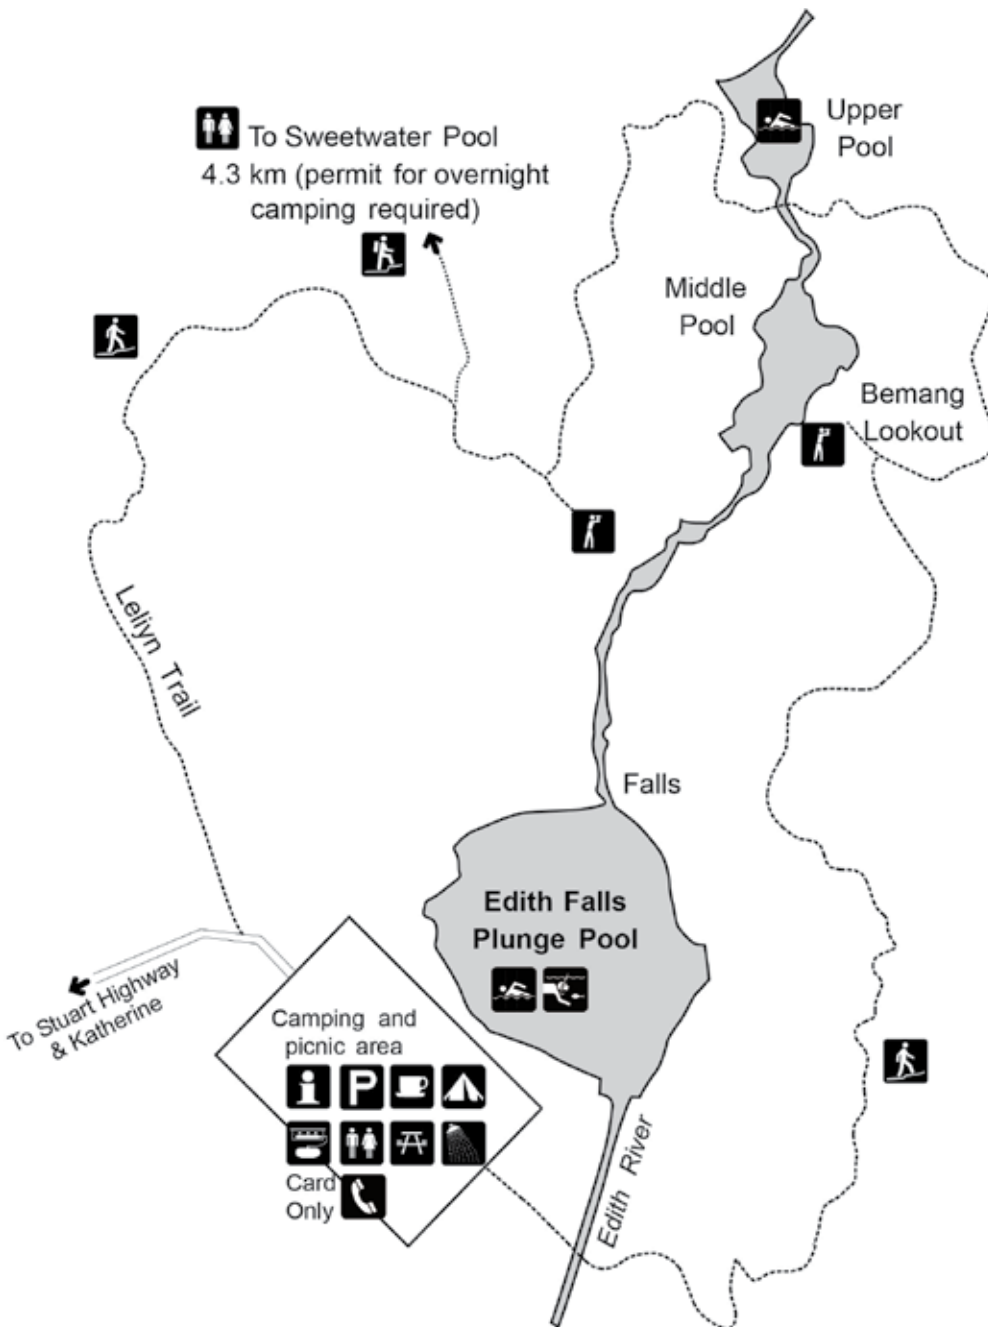 Upper
Pool
To Sweetwater Pool
4.3 km (permit for overnight
camping required)
Middle
Pool
Bemang
Lookout
Leliyn Trail
Falls
Edith Falls
Plunge Pool
To Stuart Highway
& Katherine
Camping and
picnic area
P
Card
Only
Edith River